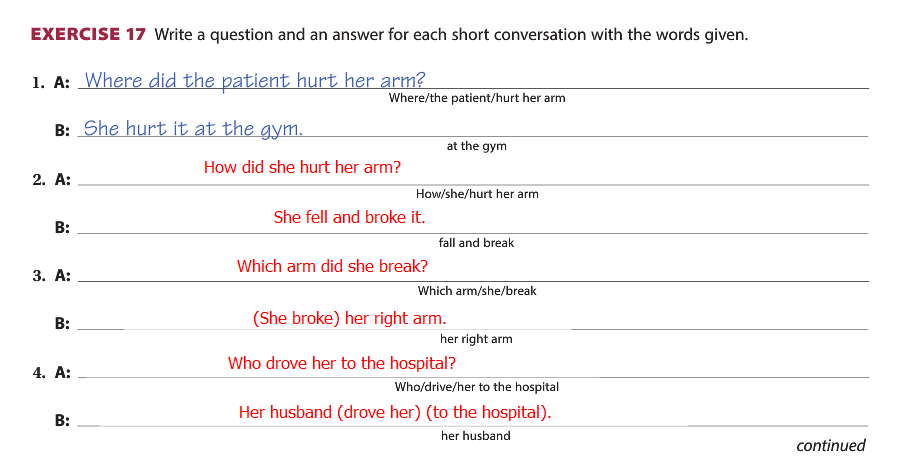 EXERCISE 17 Write a question and an answer for each short conversation with the words given.
1. A: Where did the patient hurt her arm?
Where/the patient/hurt her arm
B: She hurt it at the gym.
at the gym
2. A: How did she hurt her arm?
How/she/hurt her arm
B: She fell and broke it.
fall and break
3. A: Which arm did she break?
Which arm/she/break
B: (She broke) her right arm.
her right arm
4. A: Who drove her to the hospital?
Who/drive/her to the hospital
B: Her husband (drove her) (to the hospital).
her husband
continued